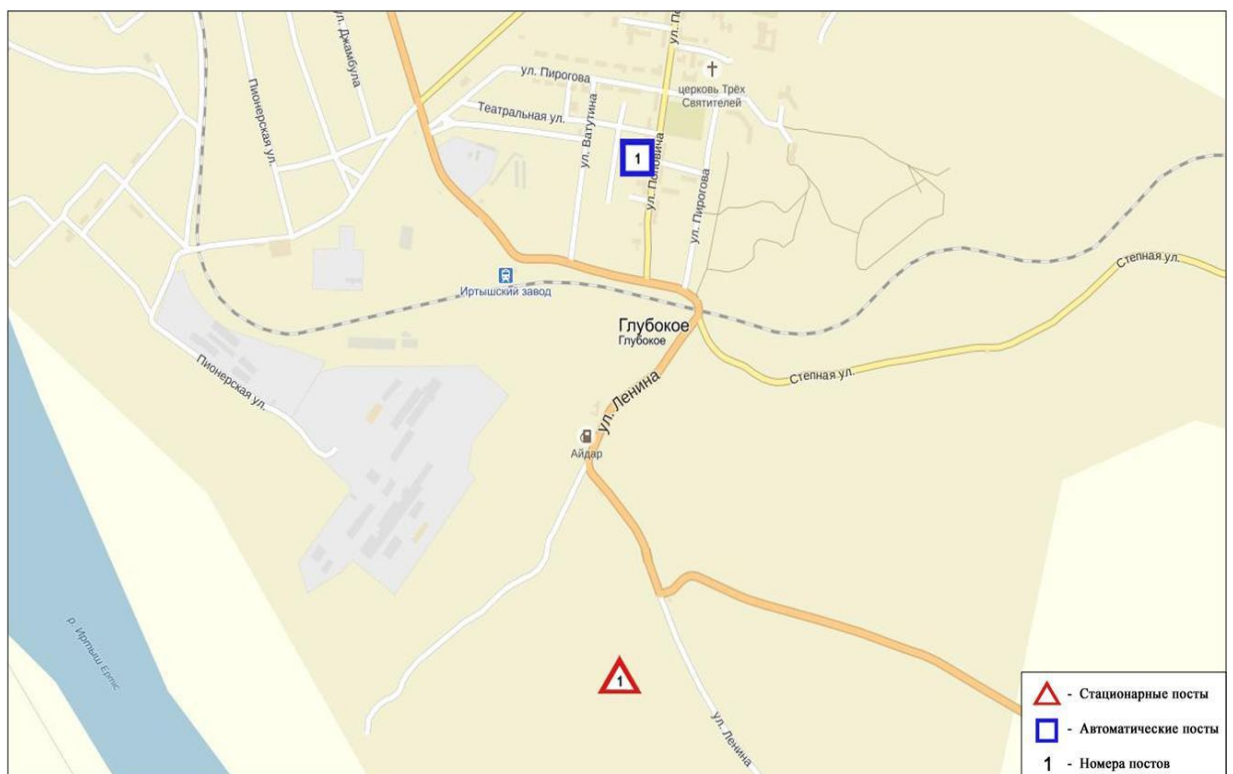 ул. По
ул. Джамбула
ул. Пирогова
Пионерская ул.
церковь Трёх
Святителей
Театральная ул.
ул. Ватутина
1
ул. Поповича
ул. Пирогова
Степная ул.
Иртышский завод
Глубокое
Глубокое
Пионерская ул.
Степная ул.
ул. Ленина
Айдар
р. Иртыш Ертис
1
ул. Ленина
- Стационарные посты
- Автоматические посты
1 - Номера постов